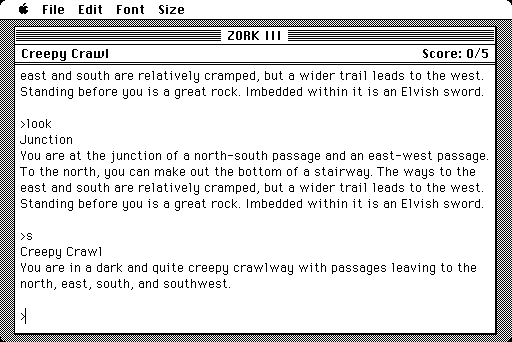 File Edit Font Size
ZORK III
Creepy Crawl Score: 0/5
east and south are relatively cramped, but a wider trail leads to the west.
Standing before you is a great rock. Imbedded within it is an Elvish sword.
>look
Junction
You are at the junction of a north-south passage and an east-west passage.
To the north, you can make out the bottom of a stairway. The ways to the
east and south are relatively cramped, but a wider trail leads to the west.
Standing before you is a great rock. Imbedded within it is an Elvish sword.
>s
Creepy Crawl
You are in a dark and quite creepy crawlway with passages leaving to the
north, east, south, and southwest.
>